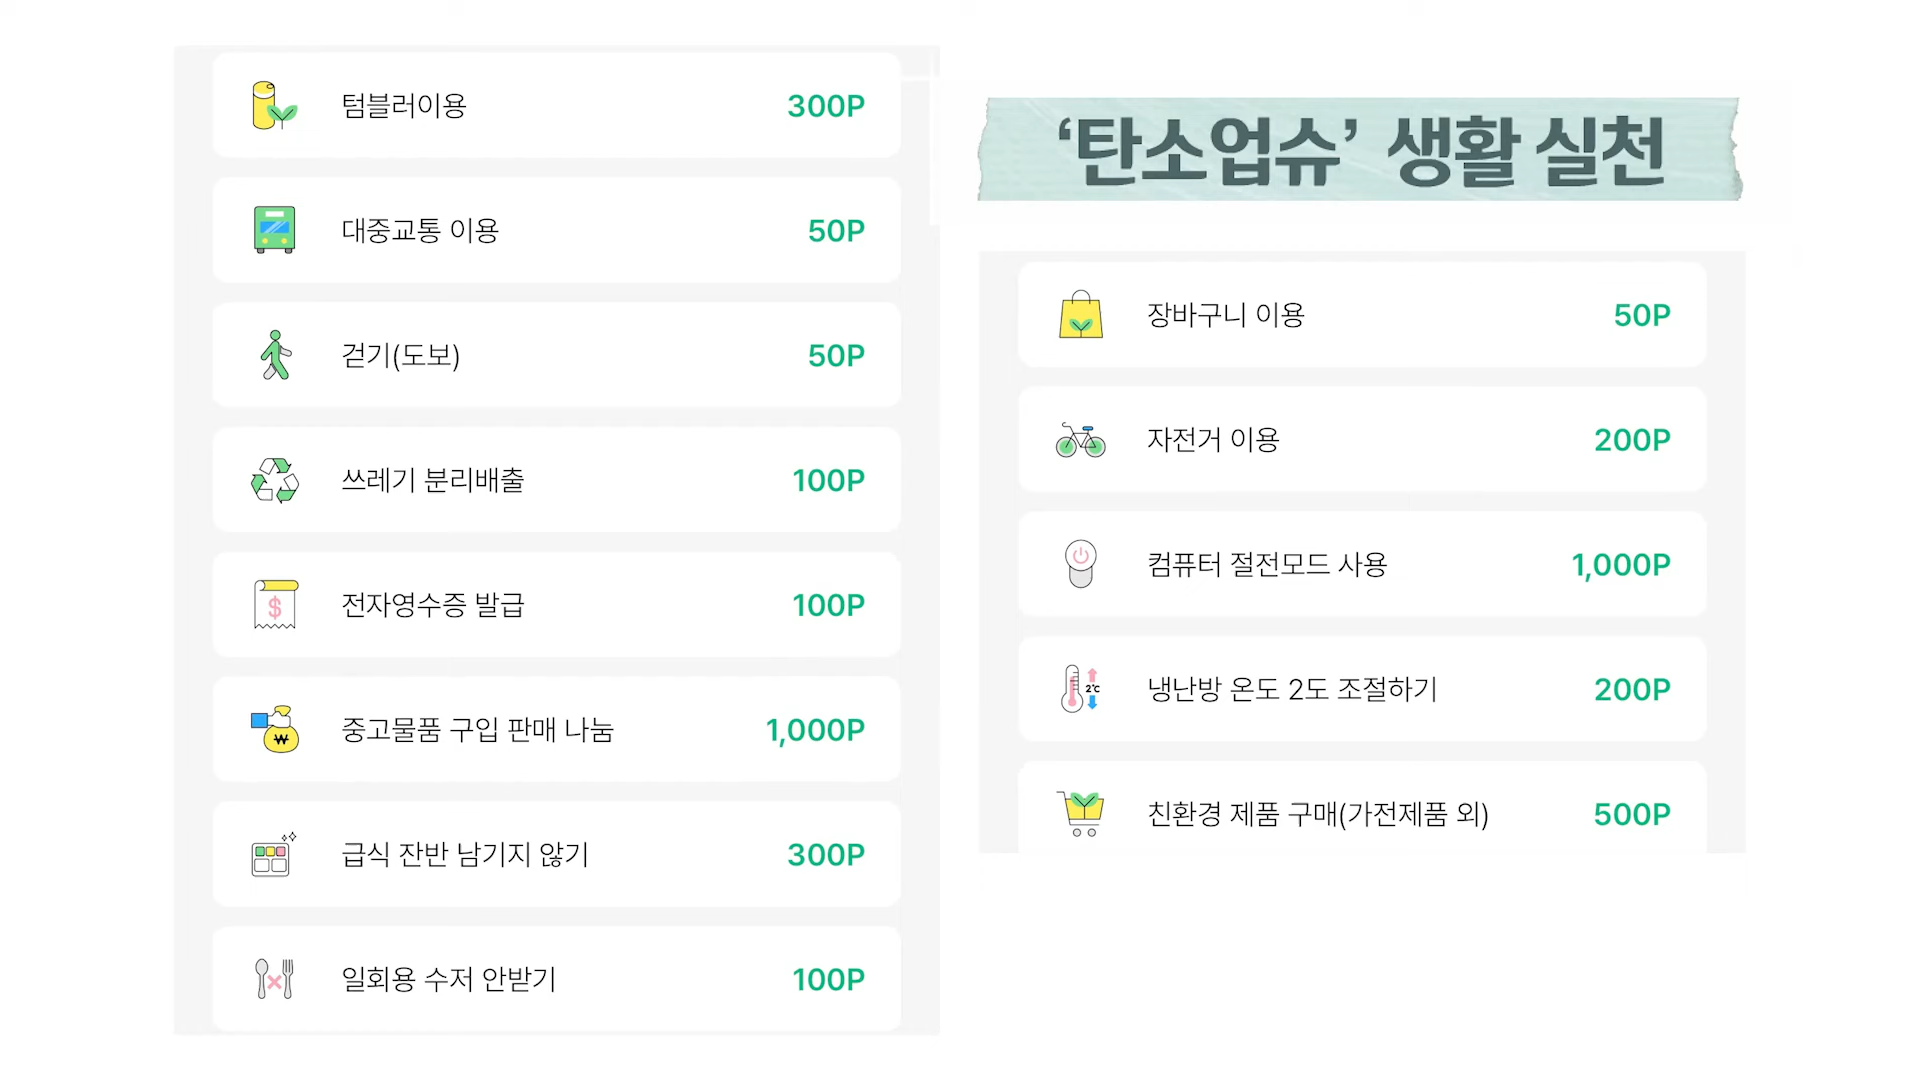 텀블러이용 300P
대중교통 이용 50P
걷기(도보) 50P
쓰레기 분리배출 100P
$
전자영수증 발급 100P
₩
중고물품 구입 판매 나눔 1,000P
급식 잔반 남기지 않기 300P
일회용 수저 안받기 100P
‘탄소업슈’ 생활 실천
장바구니 이용 50P
자전거 이용 200P
컴퓨터 절전모드 사용 1,000P
2℃
냉난방 온도 2도 조절하기 200P
친환경 제품 구매(가전제품 외) 500P